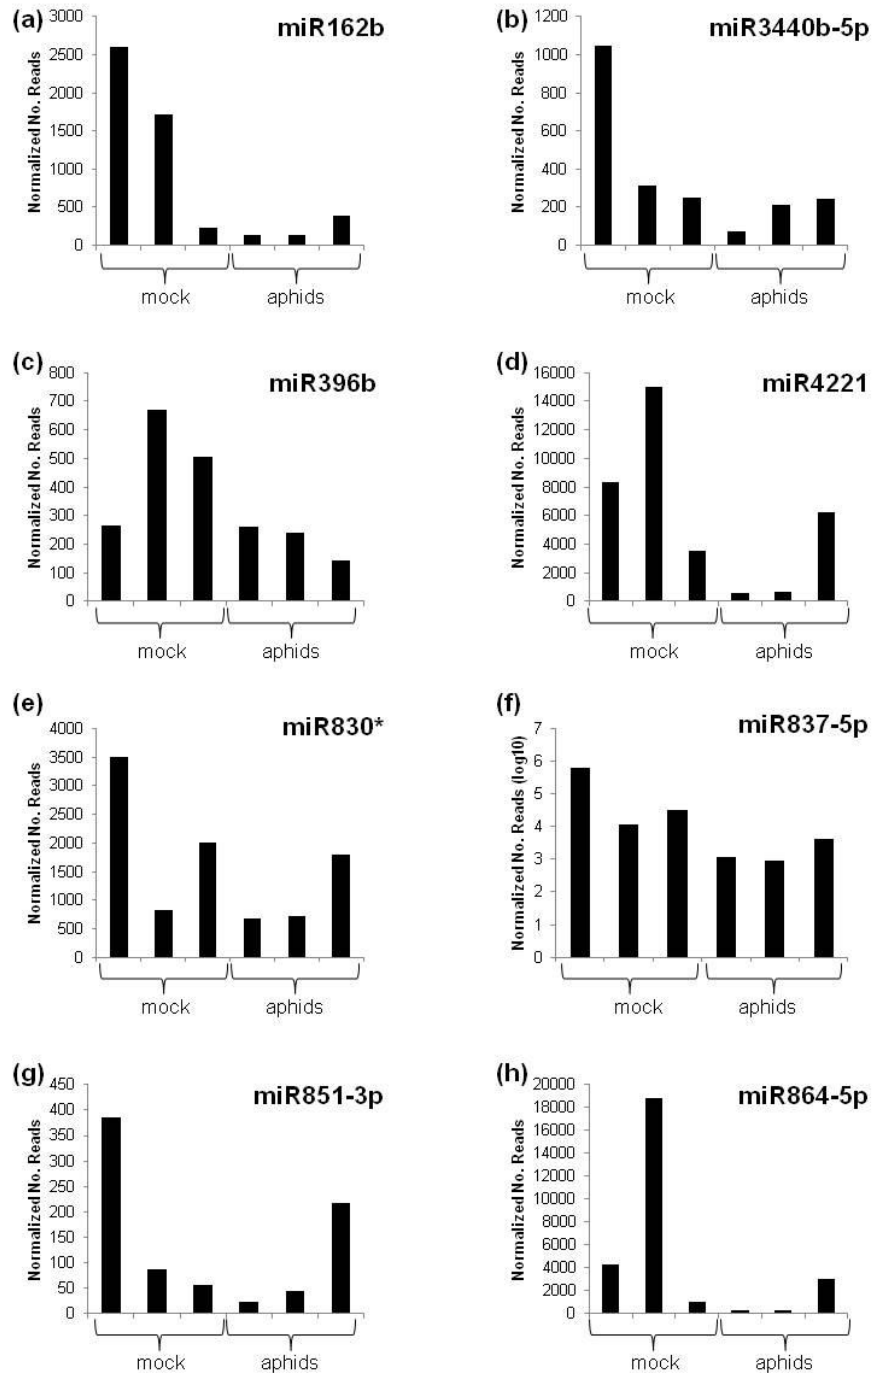 (a) miR162b
Normalized No. Reads
3000
2500
2000
1500
1000
500
0
mock aphids
(b) miR3440b-5p
Normalized No. Reads
1200
1000
800
600
400
200
0
mock aphids
(c) miR396b
Normalized No. Reads
800
700
600
500
400
300
200
100
0
mock aphids
(d) miR4221
Normalized No. Reads
16000
14000
12000
10000
8000
6000
4000
2000
0
mock aphids
(e) miR830*
Normalized No. Reads
4000
3500
3000
2500
2000
1500
1000
500
0
mock aphids
(f) miR837-5p
Normalized No. Reads (log10)
7
6
5
4
3
2
1
0
mock aphids
(g) miR851-3p
Normalized No. Reads
450
400
350
300
250
200
150
100
50
0
mock aphids
(h) miR864-5p
Normalized No. Reads
20000
18000
16000
14000
12000
10000
8000
6000
4000
2000
0
mock aphids